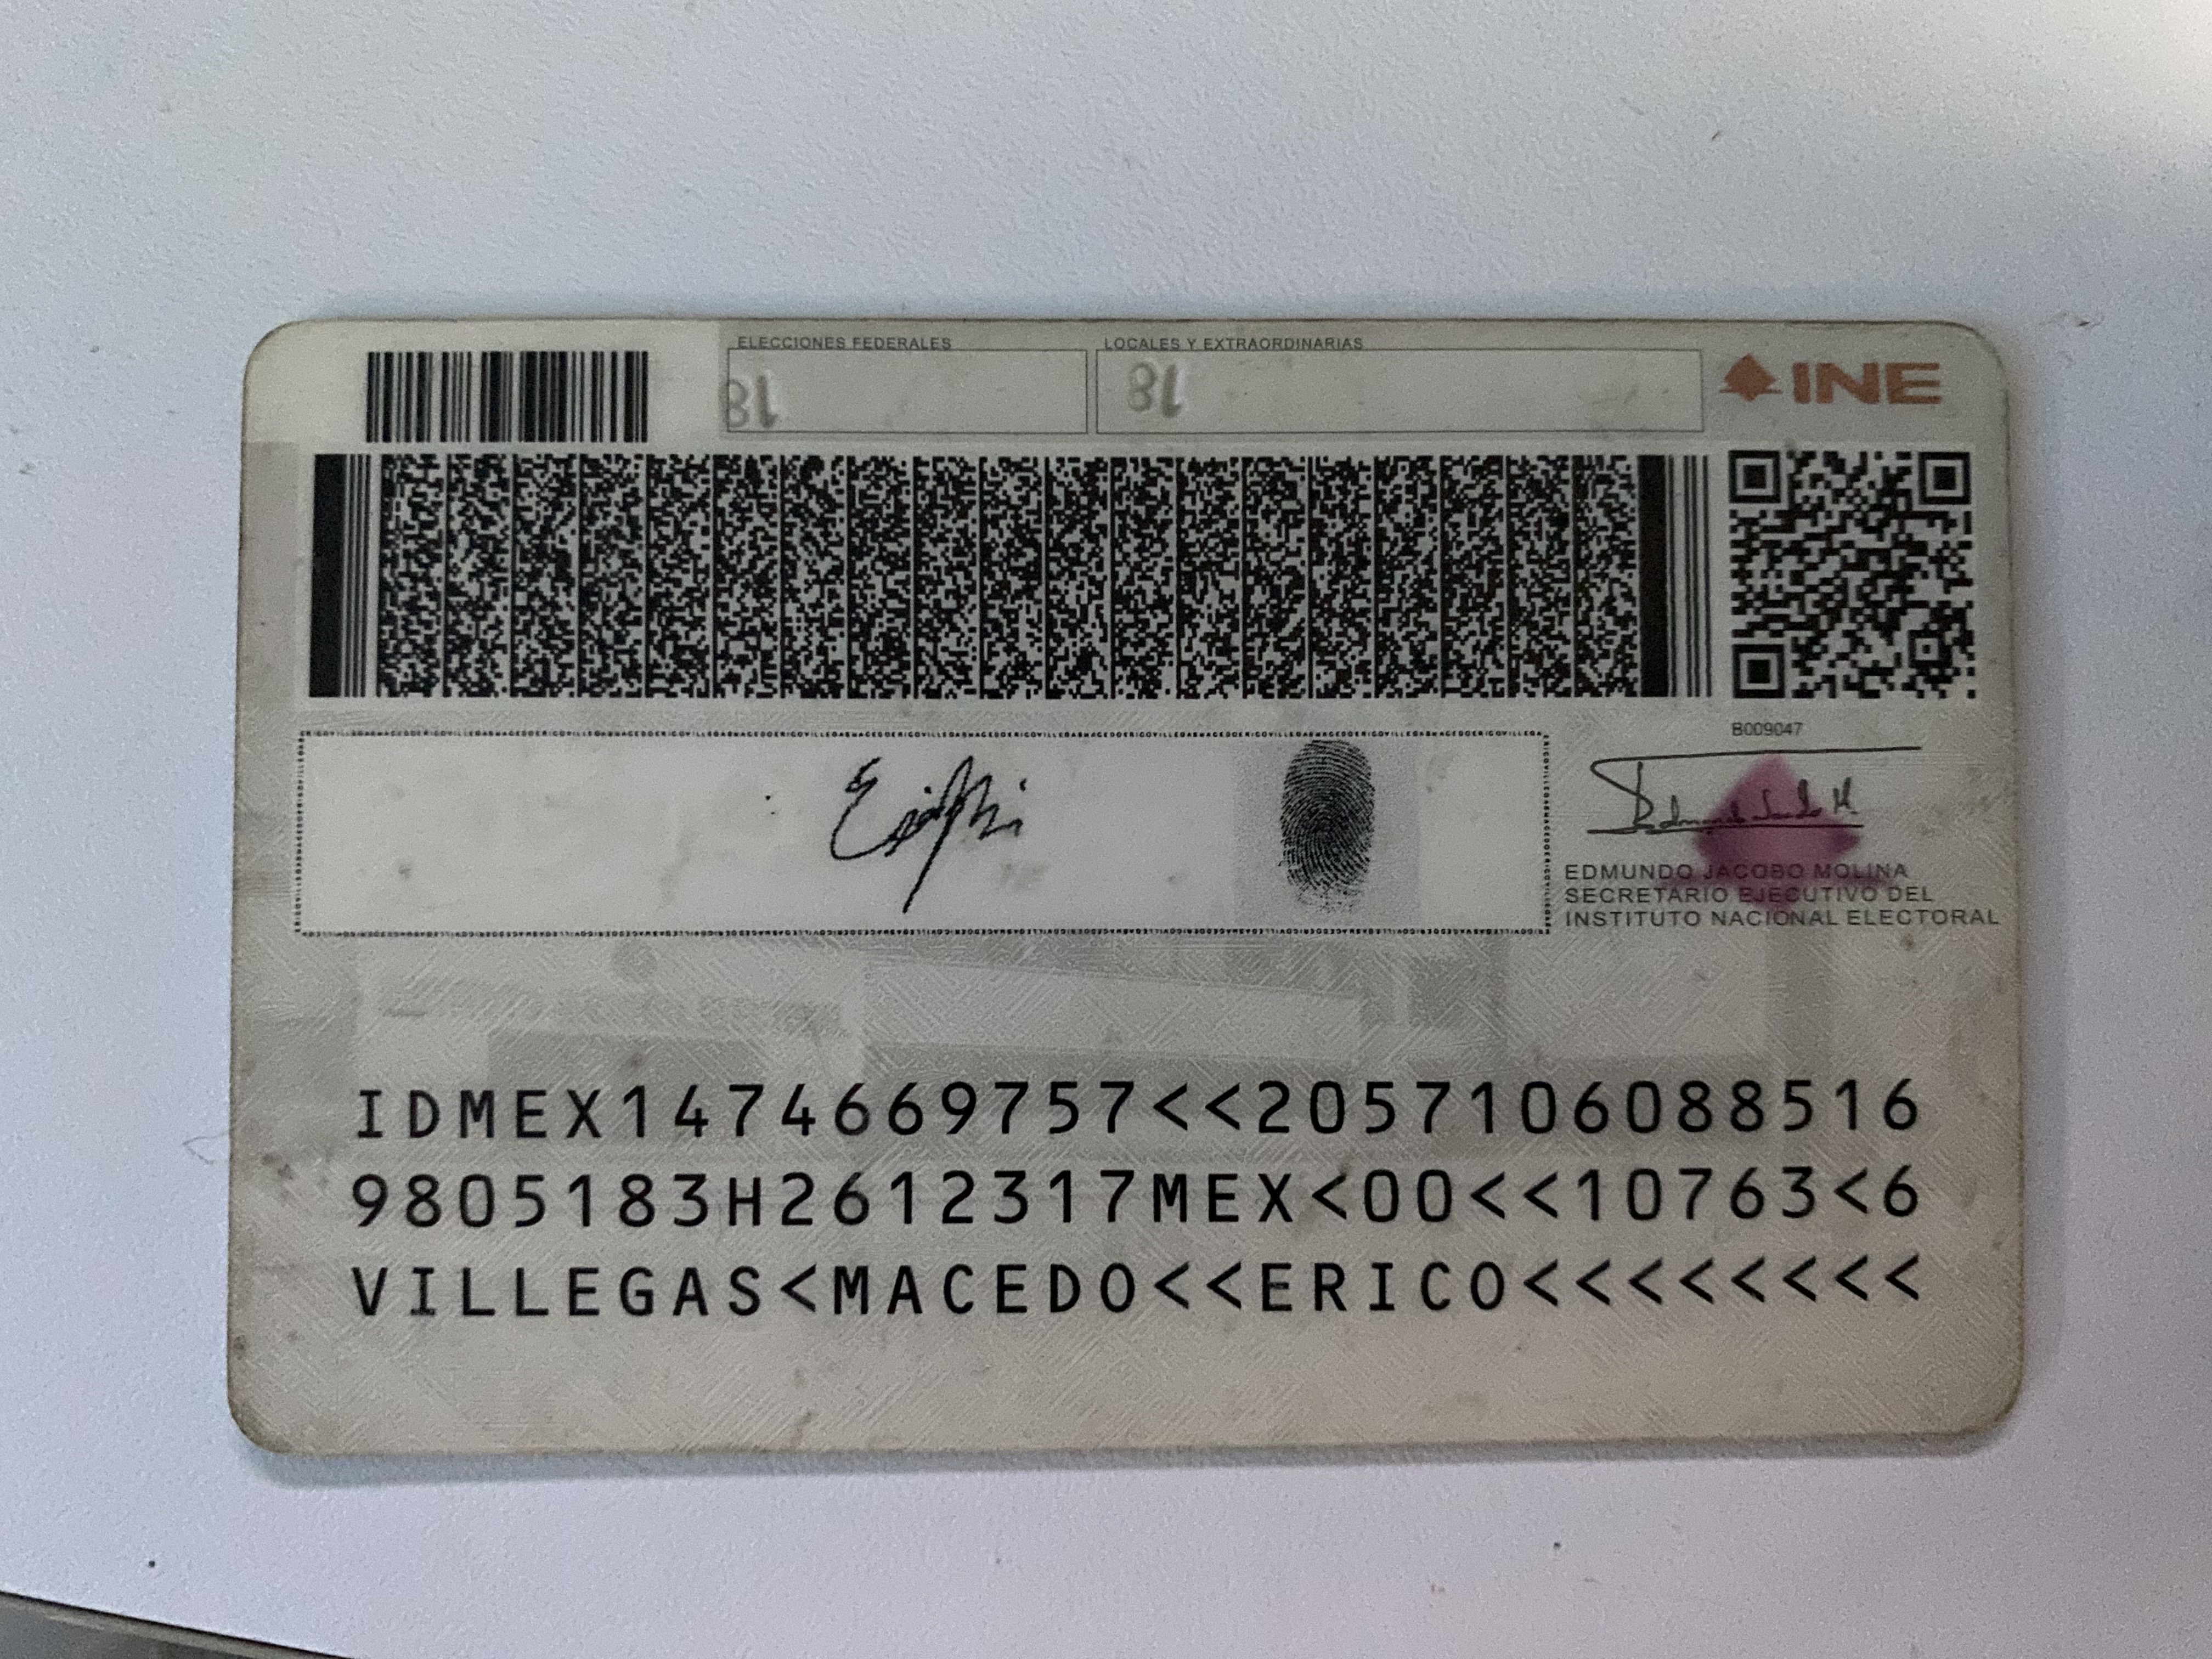 ELECCIONES FEDERALES
LOCALES Y EXTRAORDINARIAS
18
18
INE
B009047
EDMUNDO JACOBO MOLINA
SECRETARIO EJECUTIVO DEL
INSTITUTO NACIONAL ELECTORAL
IDMEX1474669757<<2057106088516
9805183H2612317MEX<00<<10763<6
VILLEGAS<MACEDO<<ERICO<<<<<<<<